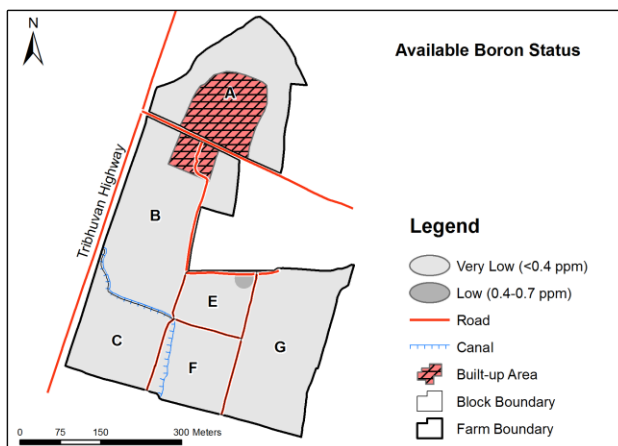 N
Available Boron Status
A
Tribhuvan Highway
B
E
C
F
G
Legend
Very Low (<0.4 ppm)
Low (0.4-0.7 ppm)
Road
Canal
Built-up Area
Block Boundary
Farm Boundary
0 75 150 300 Meters